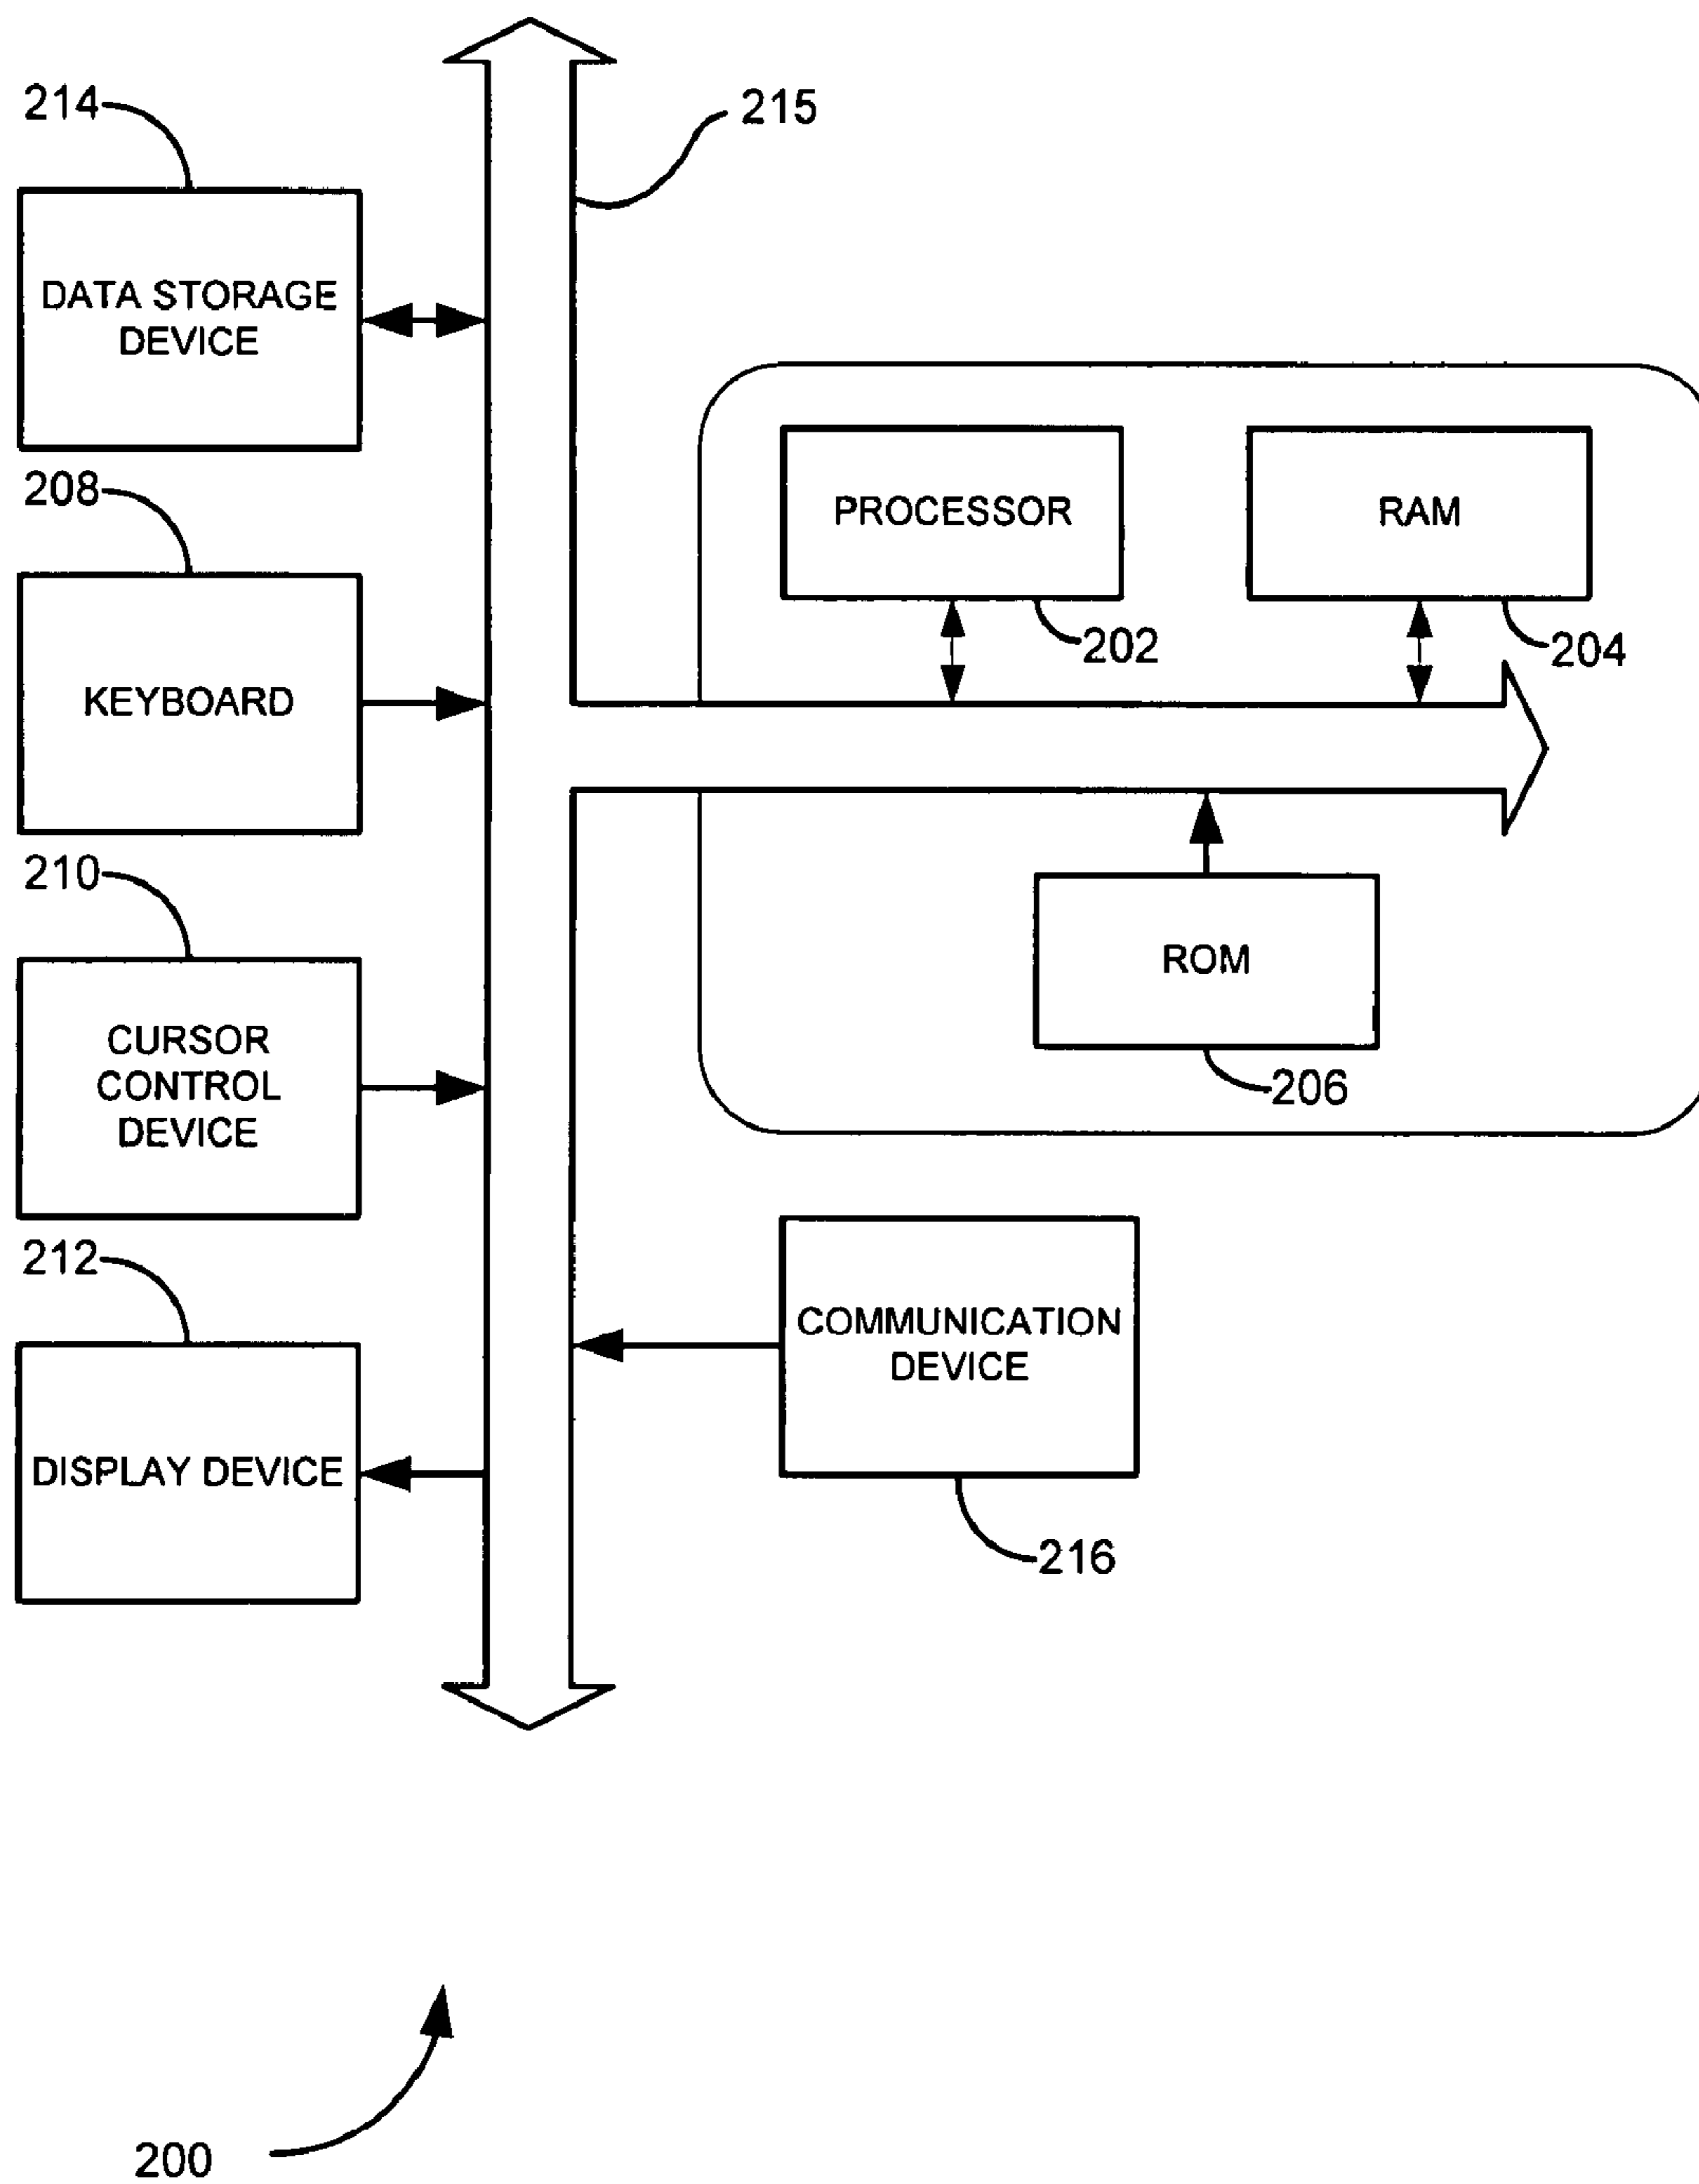 214
215
DATA STORAGE
DEVICE
208
PROCESSOR
RAM
202
204
KEYBOARD
210
ROM
CURSOR
CONTROL
DEVICE
206
212
COMMUNICATION
DEVICE
DISPLAY DEVICE
216
200